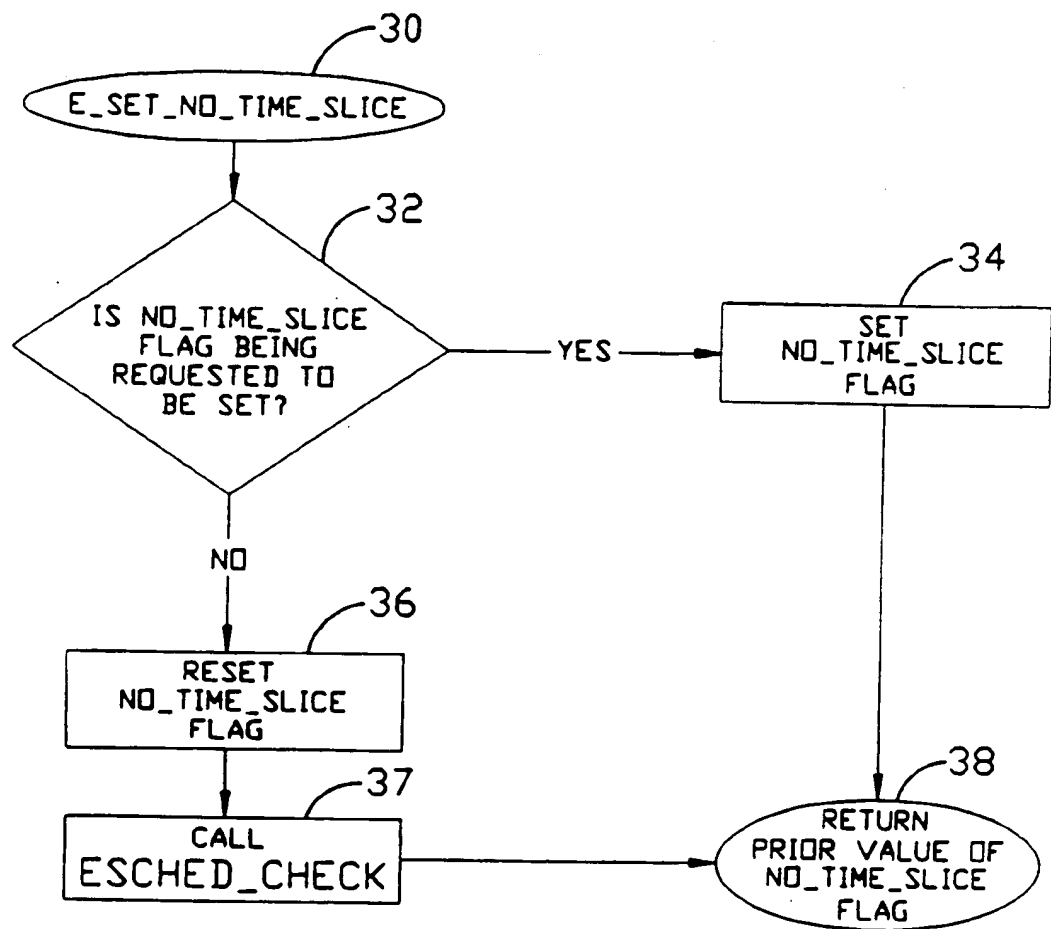 30
E_SET_NO_TIME_SLICE
32
IS NO_TIME_SLICE
FLAG BEING
REQUESTED TO
BE SET?
YES
34
SET
NO_TIME_SLICE
FLAG
NO
36
RESET
NO_TIME_SLICE
FLAG
37
CALL
ESCHED_CHECK
38
RETURN
PRIOR VALUE OF
NO_TIME_SLICE
FLAG